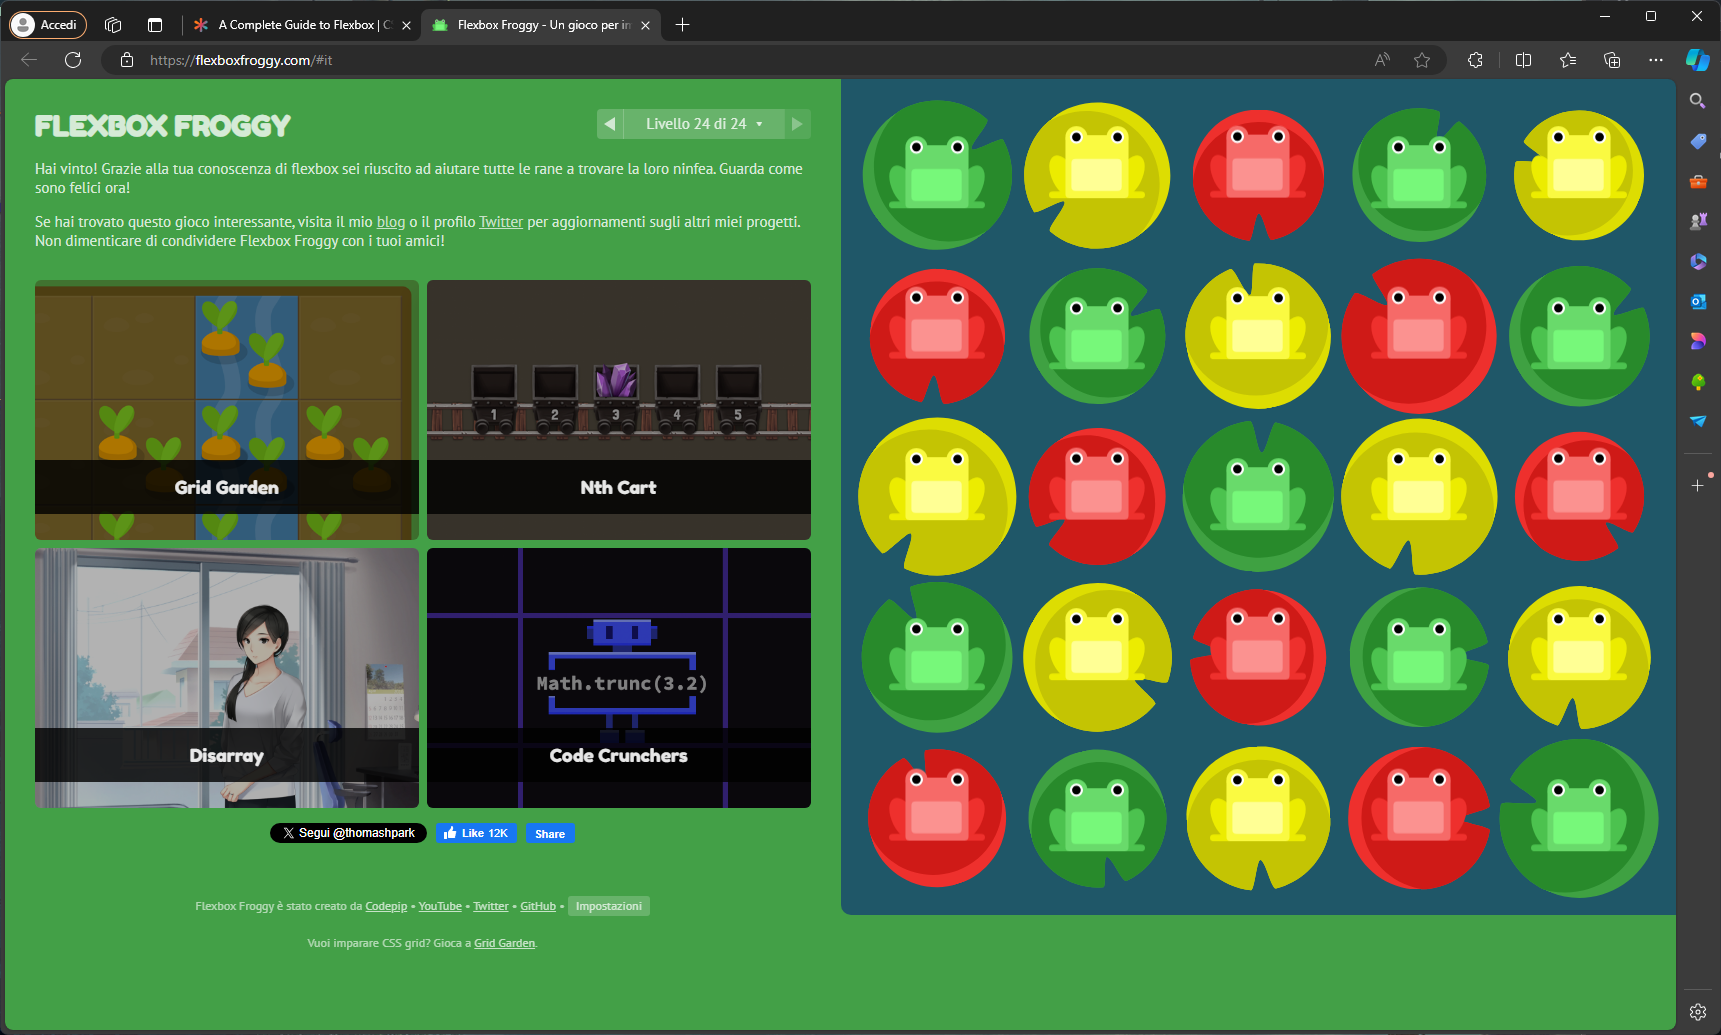 Accedi
A Complete Guide to Flexbox | CS
Flexbox Froggy - Un gioco per im
https://flexboxfroggy.com/#it
FLEXBOX FROGGY
Livello 24 di 24
Hai vinto! Grazie alla tua conoscenza di flexbox sei riuscito ad aiutare tutte le rane a trovare la loro ninfea. Guarda come
sono felici ora!
Se hai trovato questo gioco interessante, visita il mio blog o il profilo Twitter per aggiornamenti sugli altri miei progetti.
Non dimenticare di condividere Flexbox Froggy con i tuoi amici!
Grid Garden
1 2 3 4 5
Nth Cart
Disarray
Math.trunc(3.2)
Code Crunchers
Segui @thomashpark
Like 12K
Share
Flexbox Froggy è stato creato da Codepip • YouTube • Twitter • GitHub • Impostazioni
Vuoi imparare CSS grid? Gioca a Grid Garden.